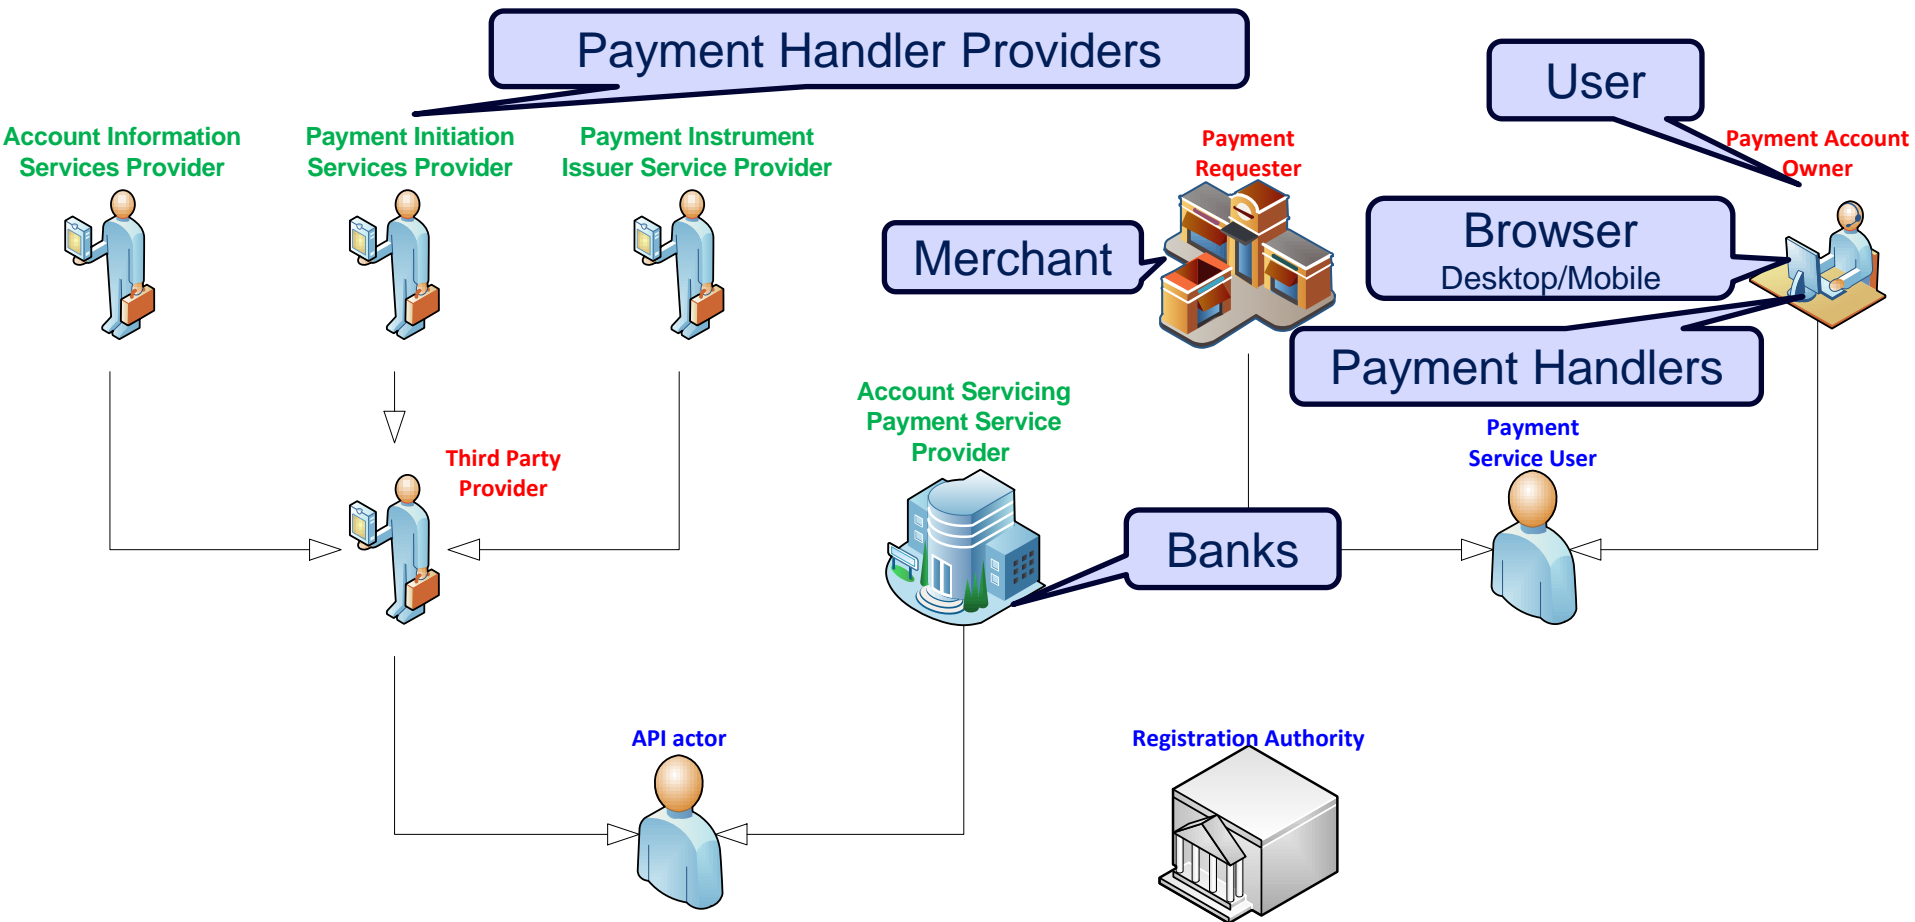 Payment Handler Providers
User
Account Information
Services Provider
Payment Initiation
Services Provider
Payment Instrument
Issuer Service Provider
Payment
Requester
Payment Account
Owner
Merchant
Browser
Desktop/Mobile
Payment Handlers
Account Servicing
Payment Service
Provider
Payment
Service User
Third Party
Provider
Banks
API actor
Registration Authority